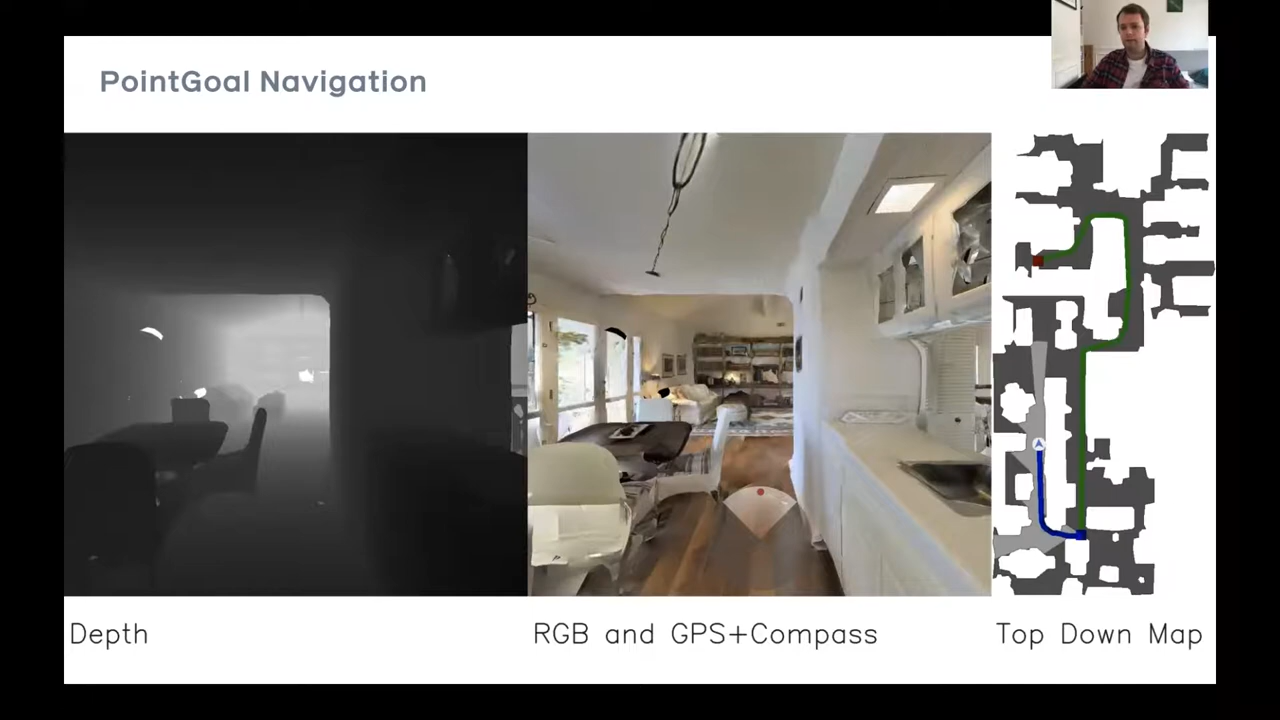 PointGoal Navigation
Depth
RGB and GPS+Compass
Top Down Map